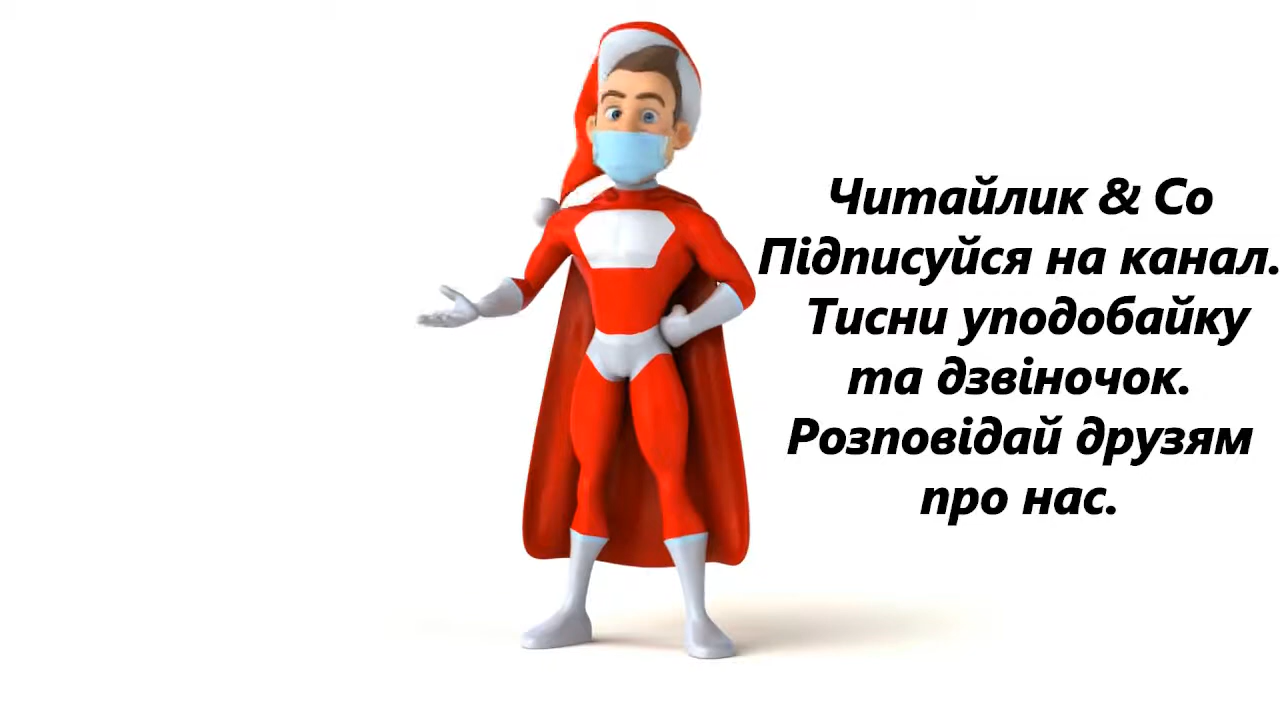 Читайлик & Co
Підписуйся на канал.
Тисни уподобайку
та дзвіночок.
Розповідай друзям
про нас.